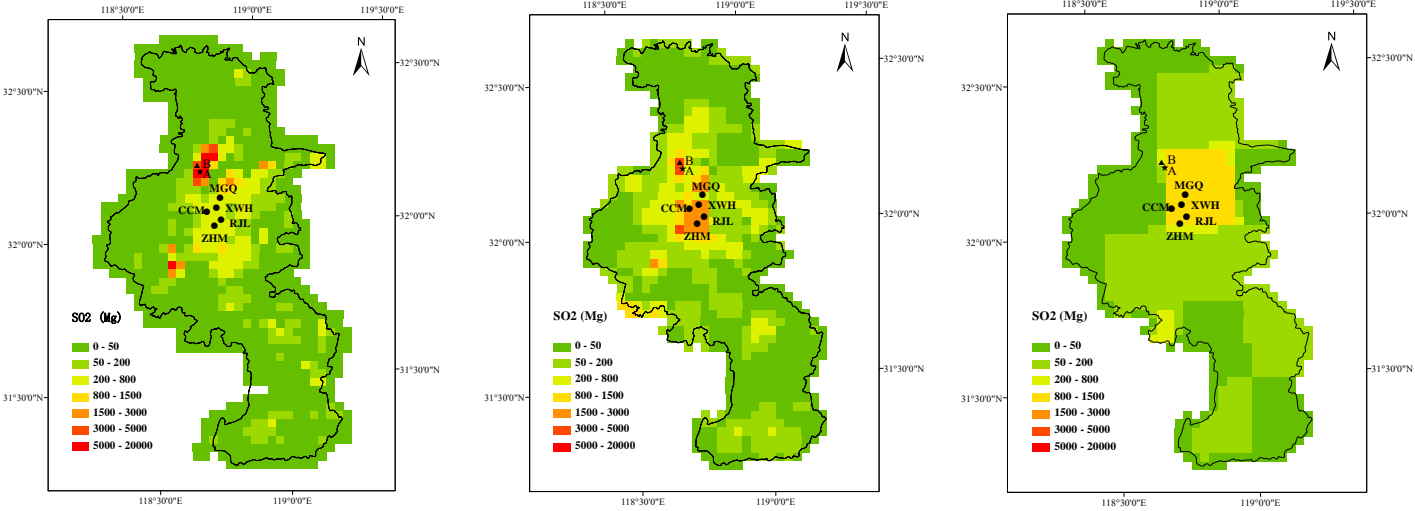 118°30'0"E 119°0'0"E 119°30'0"E
N
32°30'0"N
32°30'0"N
B
A
MGQ
CCM XWH
RJL
ZHM
32°0'0"N
32°0'0"N
SO2 (Mg)
0 - 50
50 - 200
200 - 800
800 - 1500
1500 - 3000
3000 - 5000
5000 - 20000
31°30'0"N
31°30'0"N
118°30'0"E 119°0'0"E
118°30'0"E 119°0'0"E 119°30'0"E
N
32°30'0"N
32°30'0"N
B
A
MGQ
CCM XWH
RJL
ZHM
32°0'0"N
32°0'0"N
SO2 (Mg)
0 - 50
50 - 200
200 - 800
800 - 1500
1500 - 3000
3000 - 5000
5000 - 20000
31°30'0"N
31°30'0"N
118°30'0"E 119°0'0"E
118°30'0"E 119°0'0"E 119°30'0"E
N
32°30'0"N
32°30'0"N
B
A
MGQ
CCM XWH
RJL
ZHM
32°0'0"N
32°0'0"N
SO2 (Mg)
0 - 50
50 - 200
200 - 800
800 - 1500
1500 - 3000
3000 - 5000
5000 - 20000
31°30'0"N
31°30'0"N
118°30'0"E 119°0'0"E